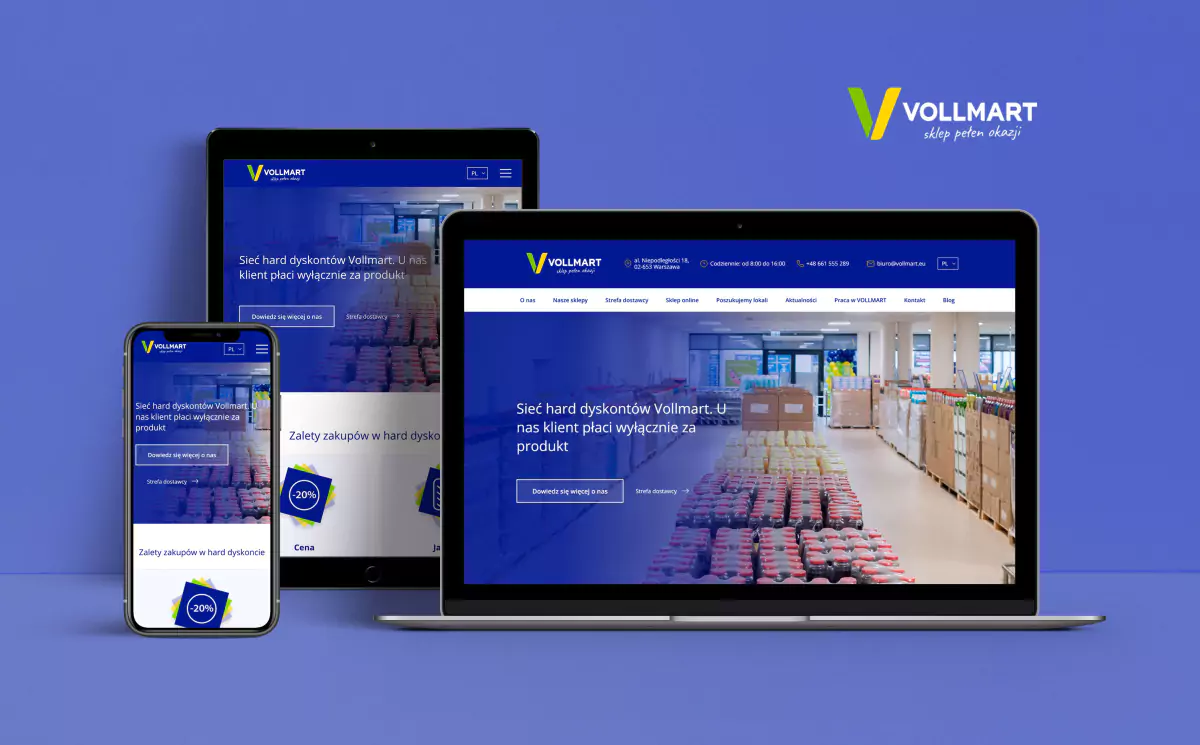 VOLLMART
sklep pełen okazji
VOLLMART
sklep pełen okazji
PL
Sieć hard dyskontów Vollmart. U nas
klient płaci wyłącznie za produkt
Dowiedz się więcej o nas
Strefa dostawcy
Zalety zakupów w hard dysko
-20%
Cena
Ja
VOLLMART
sklep pełen okazji
PL
Sieć hard dyskontów Vollmart. U
nas klient płaci wyłącznie za
produkt
Dowiedz się więcej o nas
Strefa dostawcy
Zalety zakupów w hard dyskoncie
-20%
VOLLMART
sklep pełen okazji
al. Niepodległości 18,
02-653 Warszawa
Codziennie: od 8:00 do 16:00
+48 661 555 289
biuro@vollmart.eu
PL
O nas Nasze sklepy Strefa dostawcy Sklep online Poszukujemy lokali Aktualności Praca w VOLLMART Kontakt Blog
Sieć hard dyskontów Vollmart. U
nas klient płaci wyłącznie za
produkt
Dowiedz się więcej o nas
Strefa dostawcy